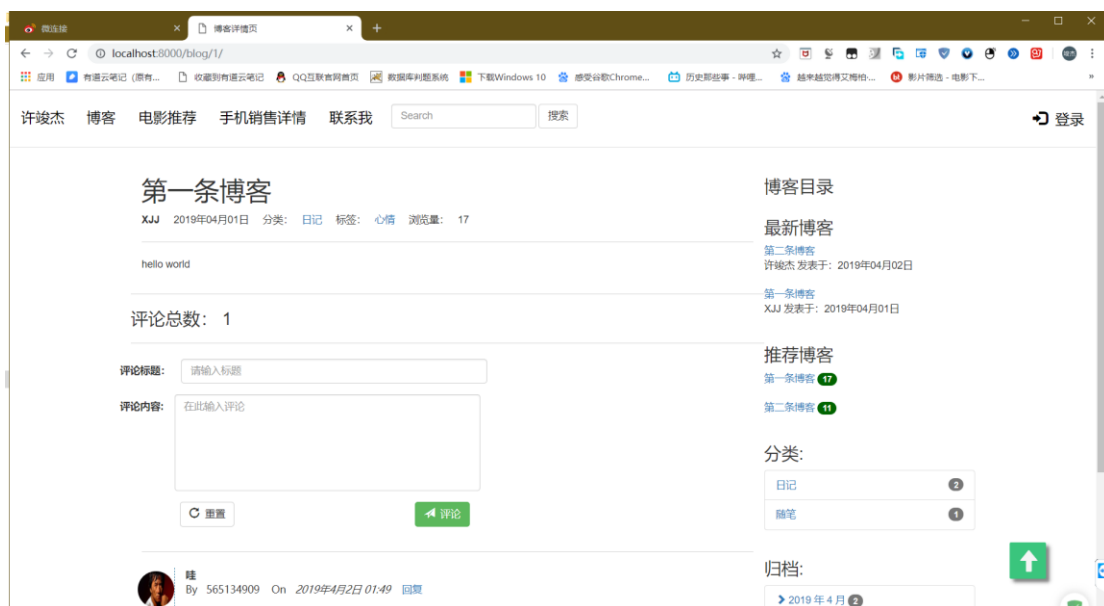 微连接
博客详情页
localhost:8000/blog/1/
应用 有道云笔记 (原有... 收藏到有道云笔记 QQ互联官网首页 数据库判题系统 下载Windows 10 感受谷歌Chrome... 历史那些事 - 哔哩... 越来越觉得艾梅柏... 影片筛选 - 电影下... »
许竣杰 博客 电影推荐 手机销售详情 联系我 Search 搜索 登录
第一条博客
XJJ 2019年04月01日 分类: 日记 标签: 心情 浏览量: 17
hello world
评论总数: 1
评论标题: 请输入标题
评论内容: 在此输入评论
重置 评论
哇
By 565134909 On 2019年4月2日 01:49 回复
博客目录
最新博客
第二条博客
许竣杰 发表于: 2019年04月02日
第一条博客
XJJ 发表于: 2019年04月01日
推荐博客
第一条博客 17
第二条博客 11
分类:
日记 2
随笔 1
归档:
2019 年 4 月 2